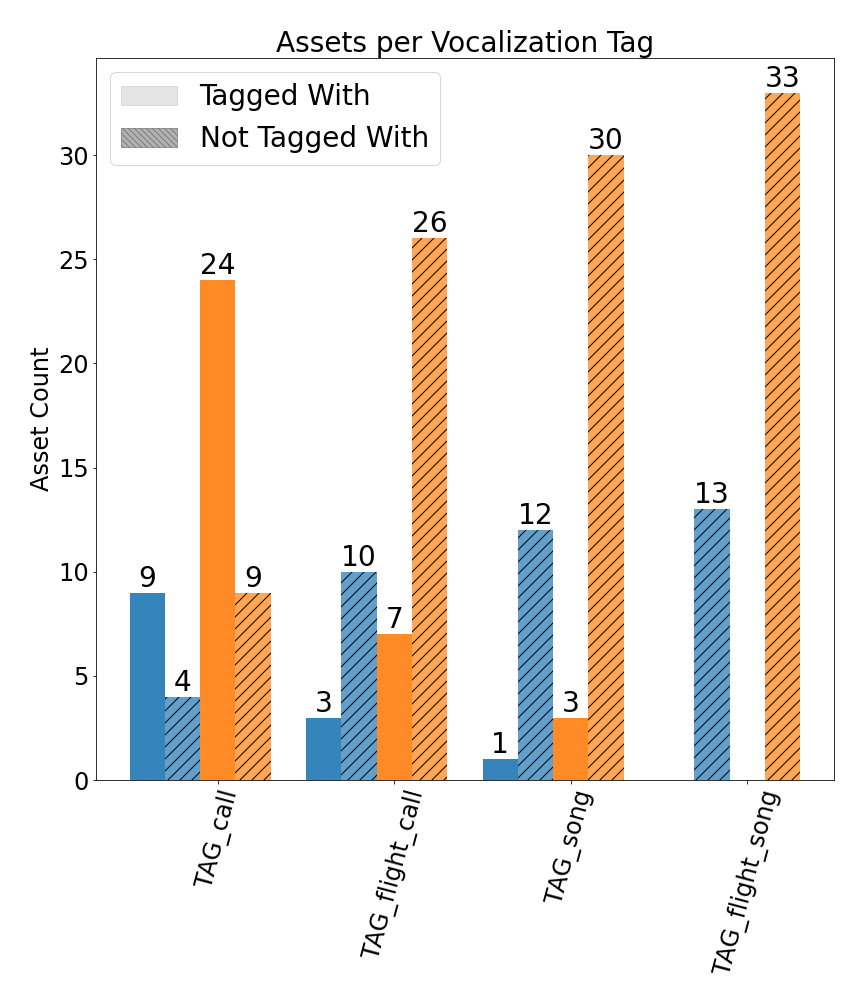 Assets per Vocalization Tag
Tagged With
Not Tagged With
Asset Count
30
25
20
15
10
5
0
9
4
24
9
3
10
7
26
1
12
3
30
13
33
TAG_call
TAG_flight_call
TAG_song
TAG_flight_song